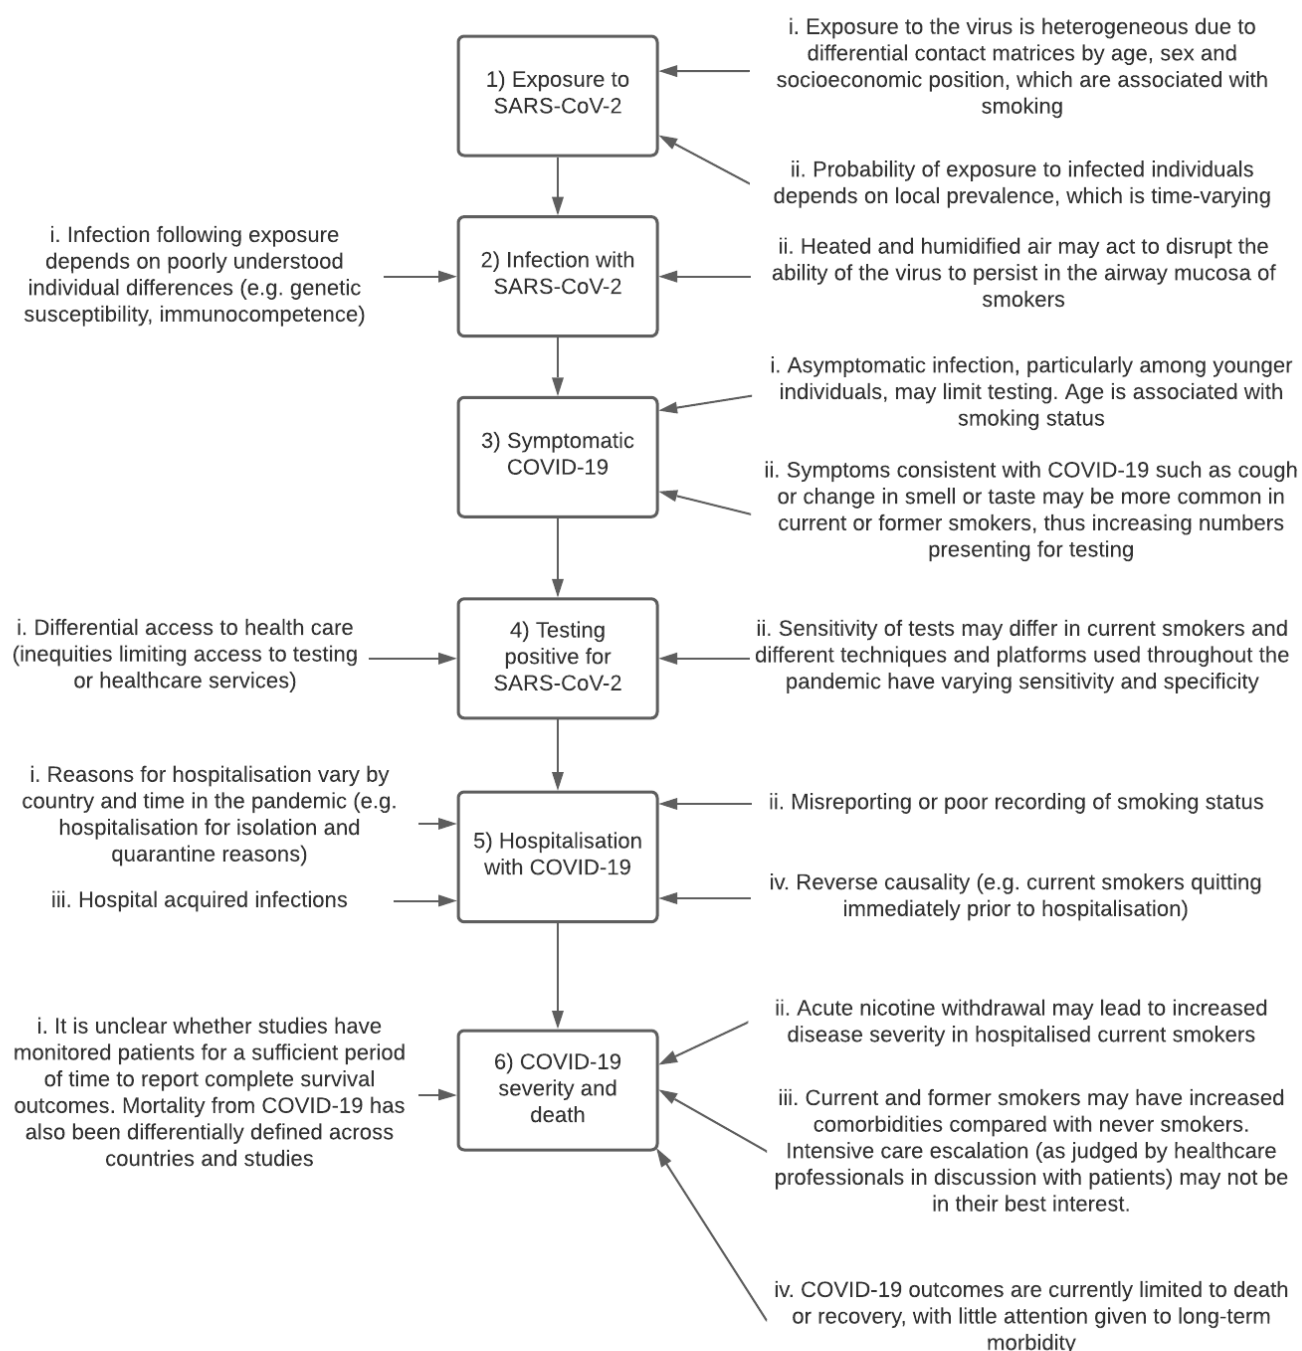 1) Exposure to
SARS-CoV-2
i. Exposure to the virus is heterogeneous due to
differential contact matrices by age, sex and
socioeconomic position, which are associated with
smoking
ii. Probability of exposure to infected individuals
depends on local prevalence, which is time-varying
2) Infection with
SARS-CoV-2
i. Infection following exposure
depends on poorly understood
individual differences (e.g. genetic
susceptibility, immunocompetence)
ii. Heated and humidified air may act to disrupt the
ability of the virus to persist in the airway mucosa of
smokers
3) Symptomatic
COVID-19
i. Asymptomatic infection, particularly among younger
individuals, may limit testing. Age is associated with
smoking status
ii. Symptoms consistent with COVID-19 such as cough
or change in smell or taste may be more common in
current or former smokers, thus increasing numbers
presenting for testing
4) Testing
positive for
SARS-CoV-2
i. Differential access to health care
(inequities limiting access to testing
or healthcare services)
ii. Sensitivity of tests may differ in current smokers and
different techniques and platforms used throughout the
pandemic have varying sensitivity and specificity
5) Hospitalisation
with COVID-19
i. Reasons for hospitalisation vary by
country and time in the pandemic (e.g.
hospitalisation for isolation and
quarantine reasons)
ii. Misreporting or poor recording of smoking status
iii. Hospital acquired infections
iv. Reverse causality (e.g. current smokers quitting
immediately prior to hospitalisation)
6) COVID-19
severity and
death
i. It is unclear whether studies have
monitored patients for a sufficient period
of time to report complete survival
outcomes. Mortality from COVID-19 has
also been differentially defined across
countries and studies
ii. Acute nicotine withdrawal may lead to increased
disease severity in hospitalised current smokers
iii. Current and former smokers may have increased
comorbidities compared with never smokers.
Intensive care escalation (as judged by healthcare
professionals in discussion with patients) may not be
in their best interest.
iv. COVID-19 outcomes are currently limited to death
or recovery, with little attention given to long-term
morbidity